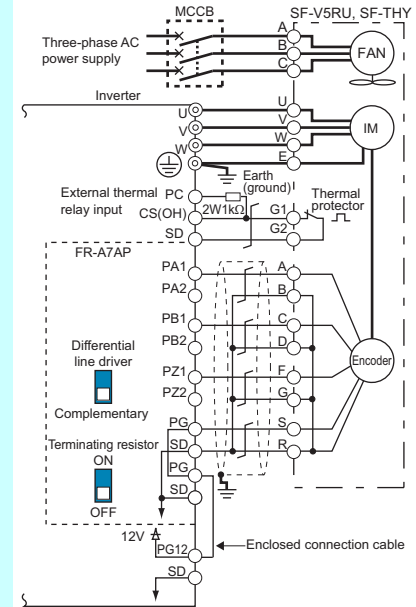 MCCB
SF-V5RU, SF-THY
Three-phase AC
power supply
A
B
C
FAN
Inverter
U
V
W
U
V
W
E
IM
Earth
(ground)
External thermal
relay input
PC
CS(OH)
SD
2W1kΩ
G1
G2
Thermal
protector
FR-A7AP
PA1
PA2
PB1
PB2
PZ1
PZ2
PG
SD
PG
SD
A
B
C
D
F
G
S
R
Encoder
Differential
line driver
Complementary
Terminating resistor
ON
OFF
12V
PG12
SD
Enclosed connection cable